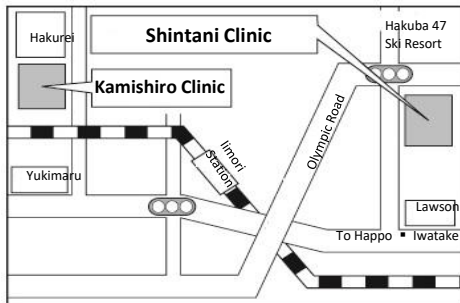 Hakurei
Shintani Clinic
Hakuba 47
Ski Resort
Kamishiro Clinic
Iimori
Station
Olympic Road
Yukimaru
Lawson
To Happo ▪ Iwatake